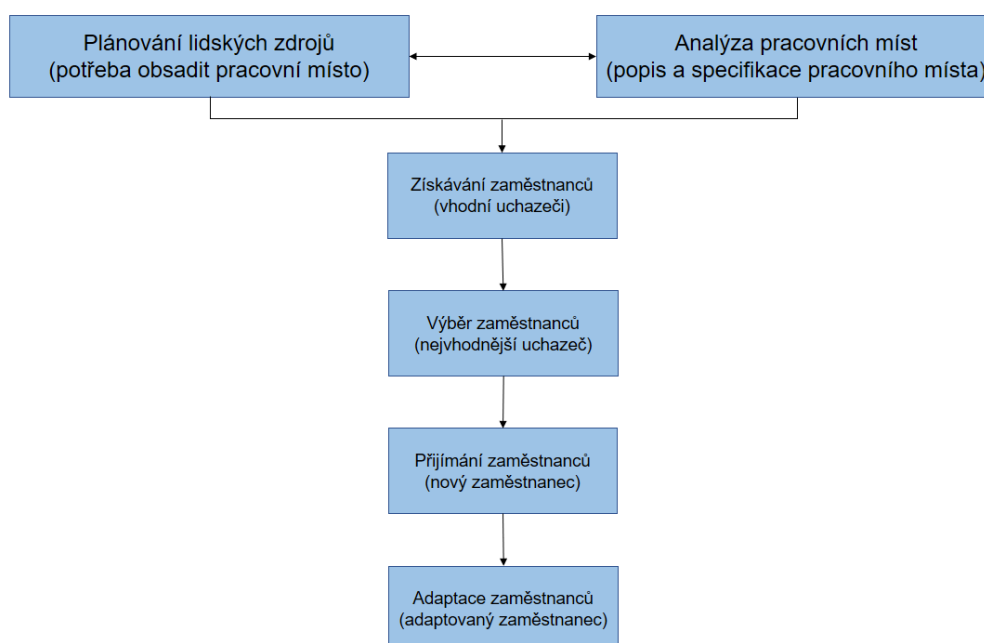 Plánování lidských zdrojů
(potřeba obsadit pracovní místo)
Analýza pracovních míst
(popis a specifikace pracovního místa)
Získávání zaměstnanců
(vhodní uchazeči)
Výběr zaměstnanců
(nejvhodnější uchazeč)
Přijímání zaměstnanců
(nový zaměstnanec)
Adaptace zaměstnanců
(adaptovaný zaměstnanec)